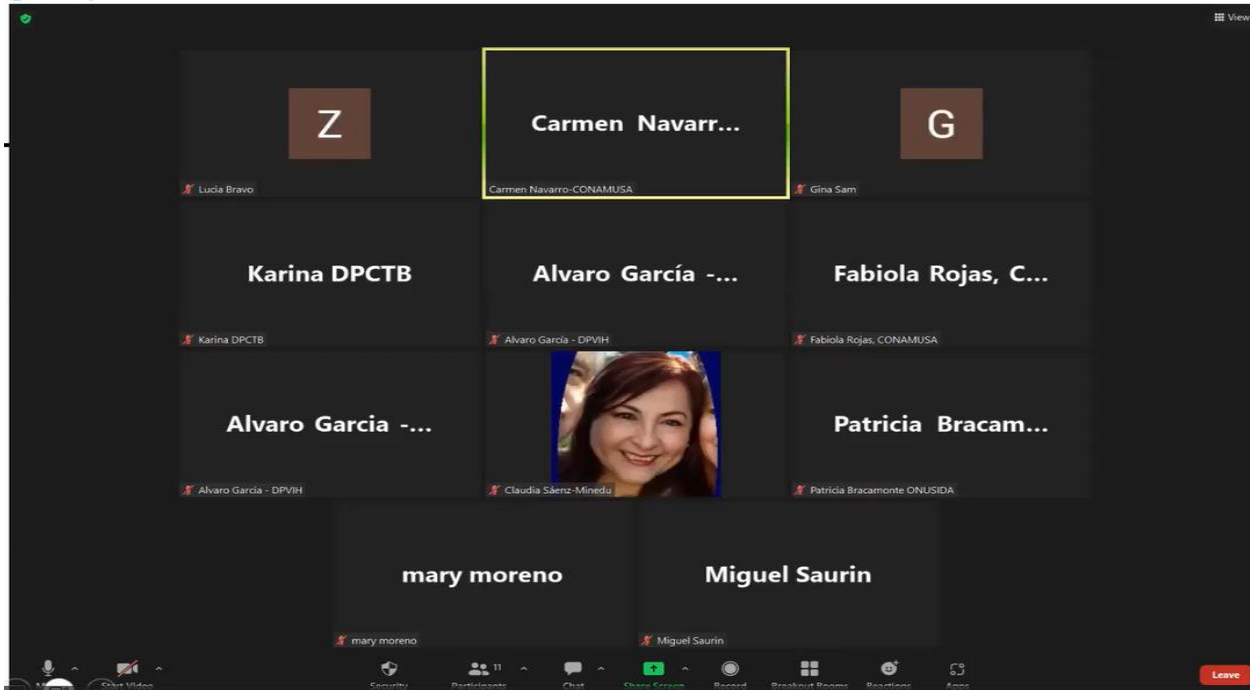 View
Z
Lucia Bravo
Carmen Navarr...
Carmen Navarro-CONAMUSA
G
Gina Sam
Karina DPCTB
Karina DPCTB
Alvaro García -...
Alvaro García - DPVIH
Fabiola Rojas, C...
Fabiola Rojas, CONAMUSA
Alvaro Garcia -...
Alvaro Garcia - DPVIH
Claudia Sáenz-Minedu
Patricia Bracam...
Patricia Bracamonte ONUSIDA
mary moreno
mary moreno
Miguel Saurin
Miguel Saurin
Start Video
Security
11
Participants
Chat
Share Screen
Record
Breakout Rooms
Reactions
Apps
Leave